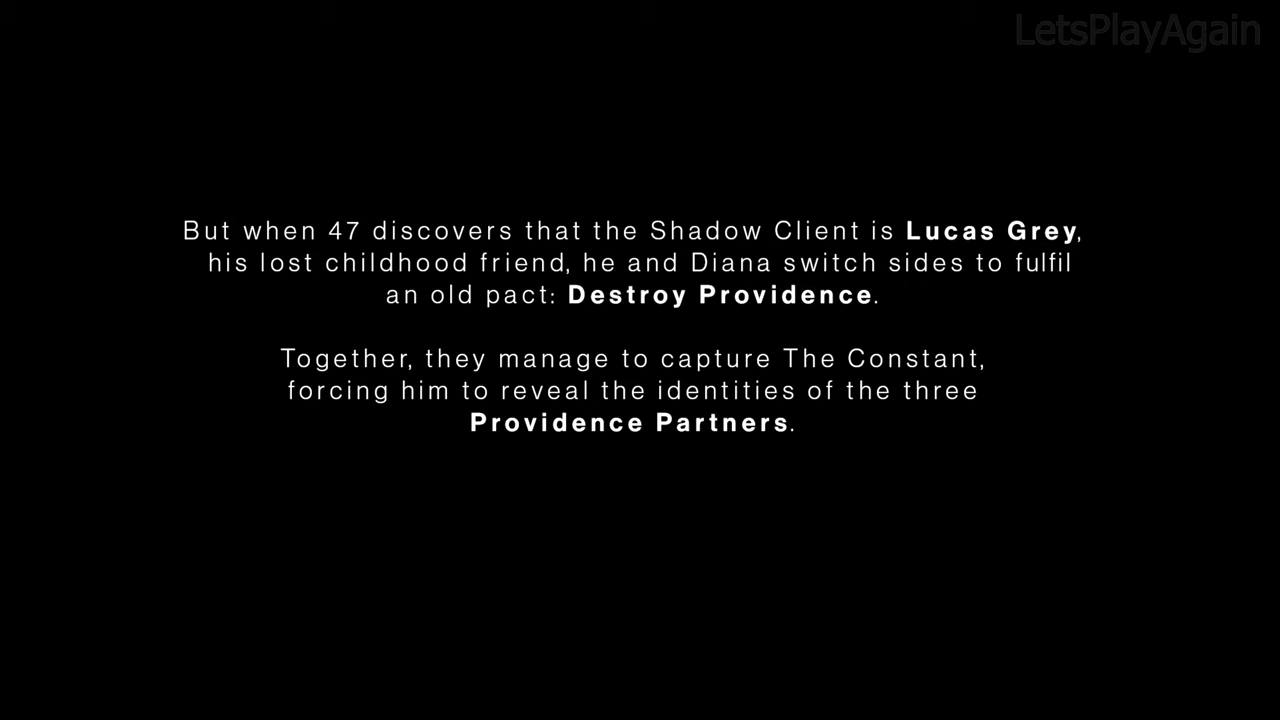 LetsPlayAgain
But when 47 discovers that the Shadow Client is Lucas Grey,
his lost childhood friend, he and Diana switch sides to fulfil
an old pact: Destroy Providence.
Together, they manage to capture The Constant,
forcing him to reveal the identities of the three
Providence Partners.